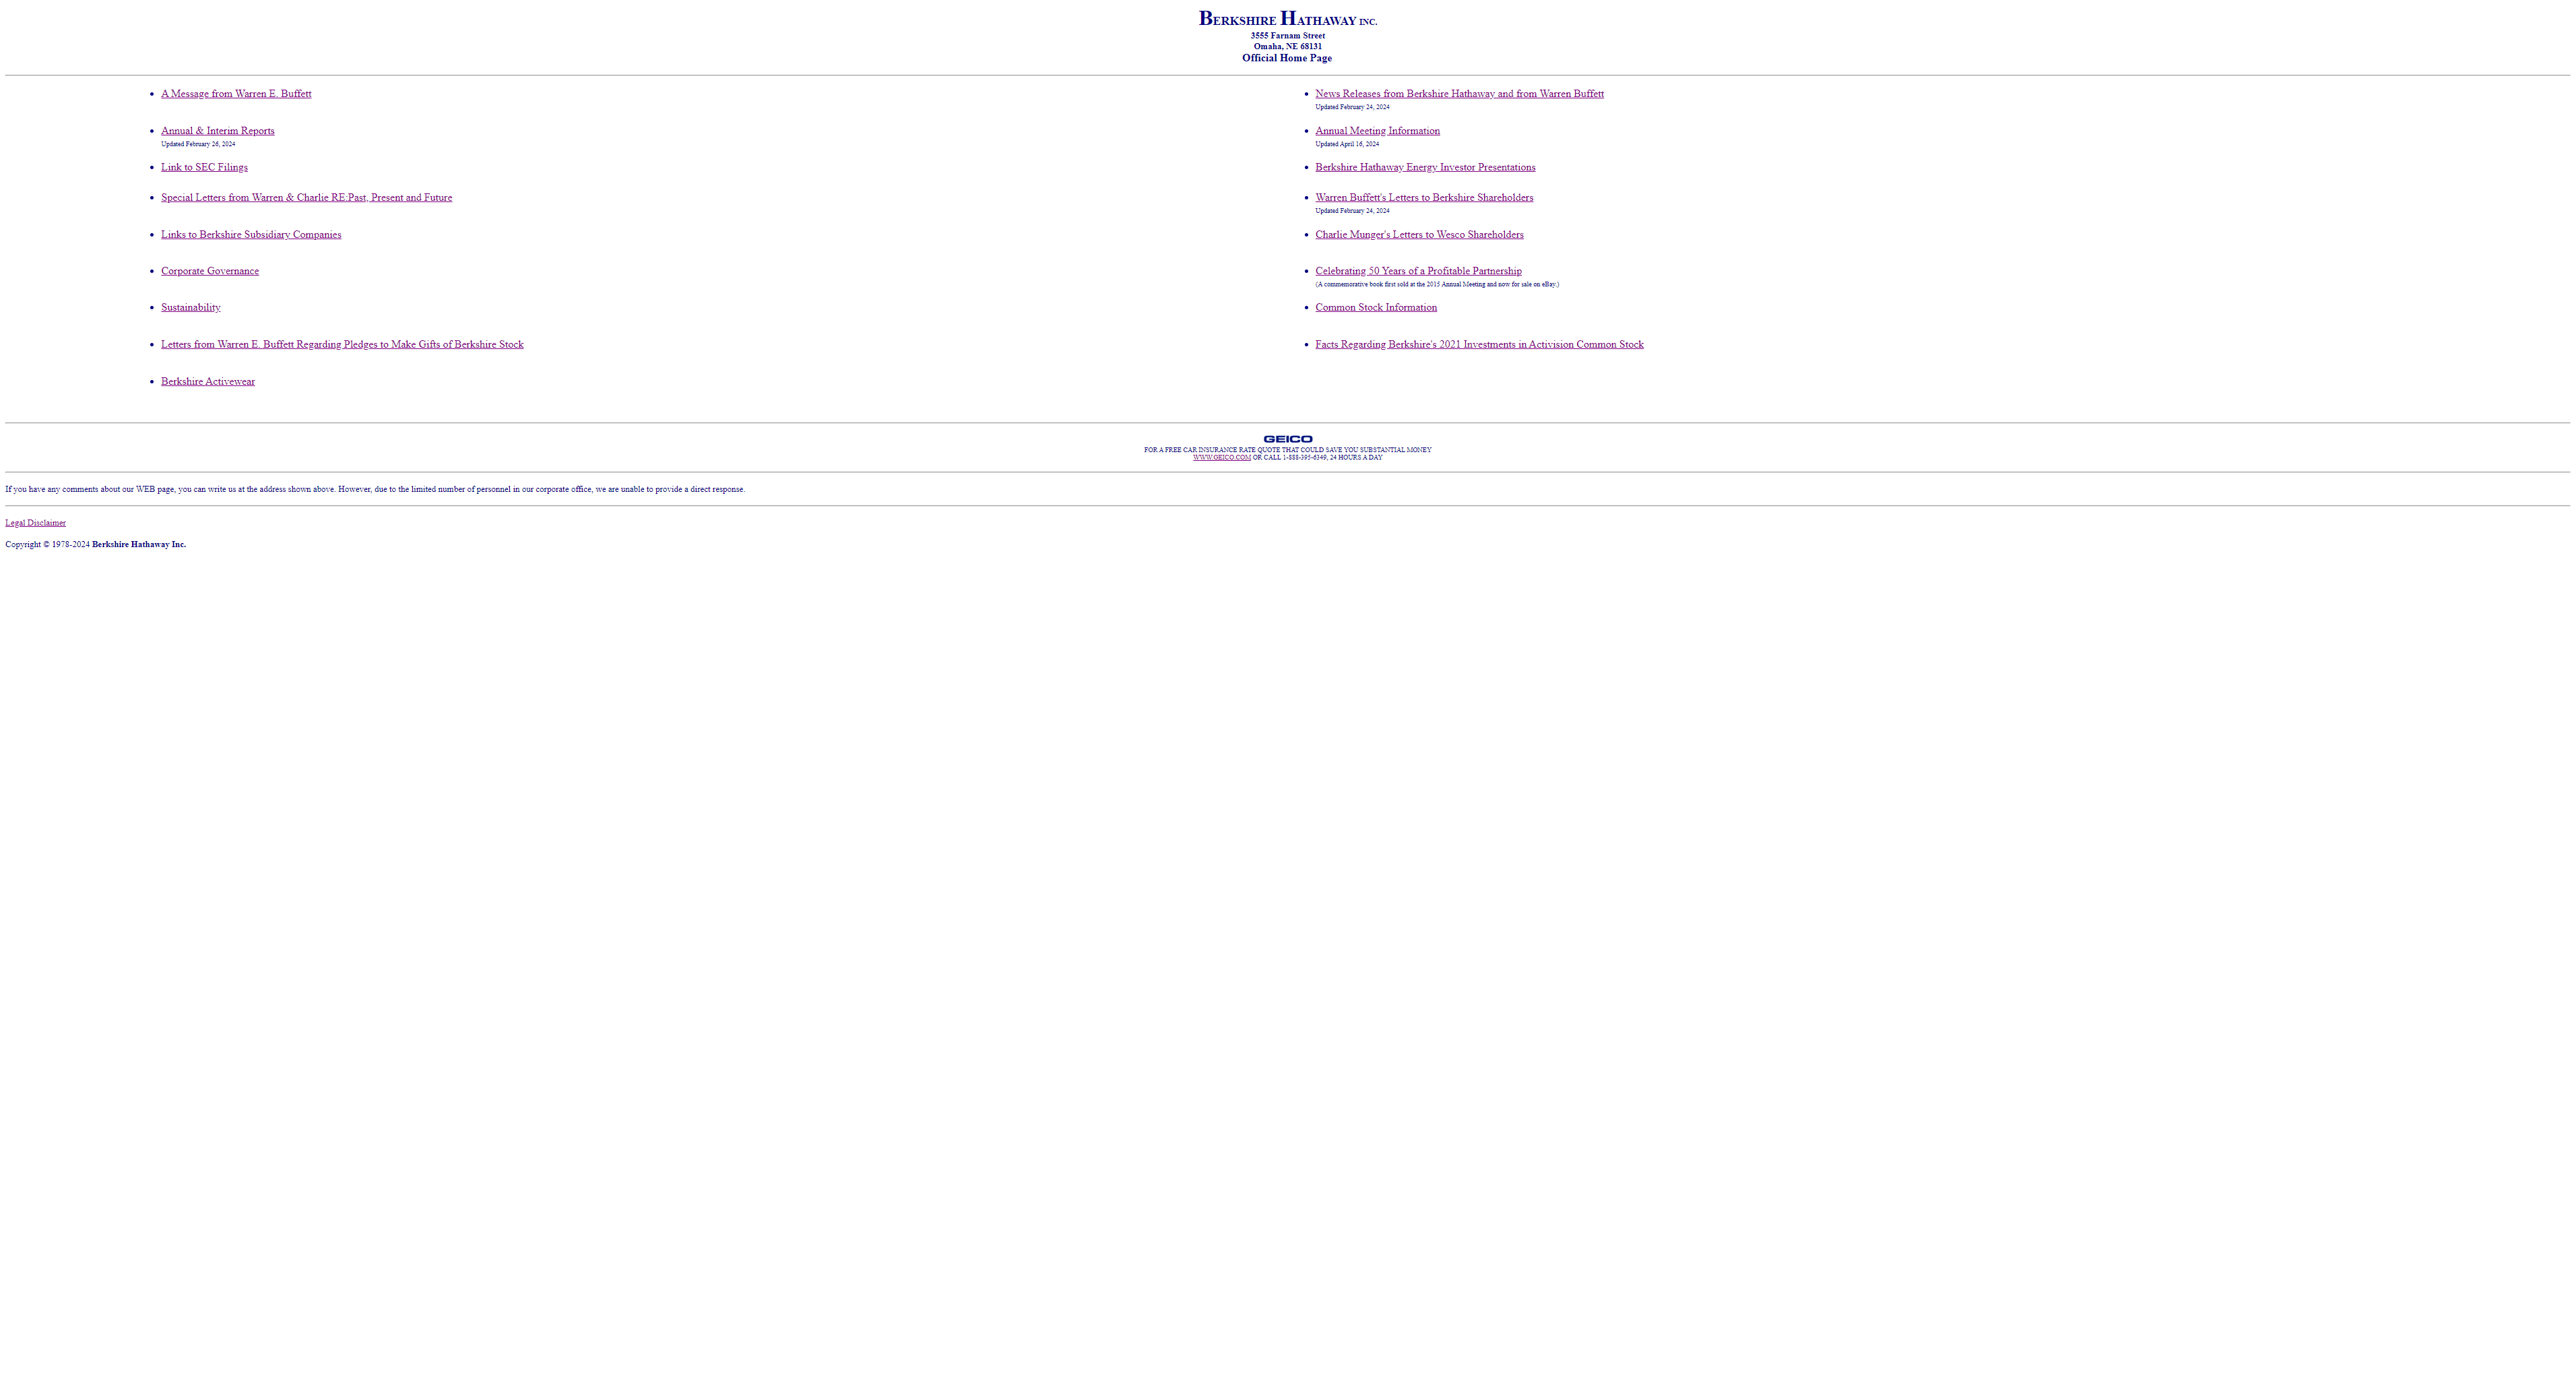 BERKSHIRE HATHAWAY INC.
3555 Farnam Street
Omaha, NE 68131
Official Home Page
A Message from Warren E. Buffett
News Releases from Berkshire Hathaway and from Warren Buffett
Updated February 24, 2024
Annual & Interim Reports
Updated February 26, 2024
Annual Meeting Information
Updated April 16, 2024
Link to SEC Filings
Berkshire Hathaway Energy Investor Presentations
Special Letters from Warren & Charlie RE:Past, Present and Future
Warren Buffett's Letters to Berkshire Shareholders
Updated February 24, 2024
Links to Berkshire Subsidiary Companies
Charlie Munger's Letters to Wesco Shareholders
Corporate Governance
Celebrating 50 Years of a Profitable Partnership
(A commemorative book first sold at the 2015 Annual Meeting and now for sale on eBay.)
Sustainability
Common Stock Information
Letters from Warren E. Buffett Regarding Pledges to Make Gifts of Berkshire Stock
Facts Regarding Berkshire's 2021 Investments in Activision Common Stock
Berkshire Activewear
GEICO
FOR A FREE CAR INSURANCE RATE QUOTE THAT COULD SAVE YOU SUBSTANTIAL MONEY
WWW.GEICO.COM OR CALL 1-888-395-6349, 24 HOURS A DAY
If you have any comments about our WEB page, you can write us at the address shown above. However, due to the limited number of personnel in our corporate office, we are unable to provide a direct response.
Legal Disclaimer
Copyright © 1978-2024 Berkshire Hathaway Inc.